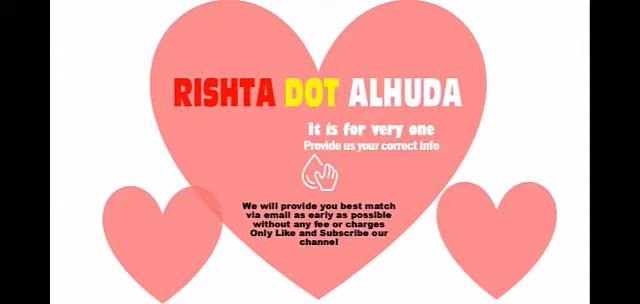 RISHTA DOT ALHUDA
It is for very one
Provide us your correct info
We will provide you best match
via email as early as possible
without any fee or charges
Only Like and Subscribe our
channel